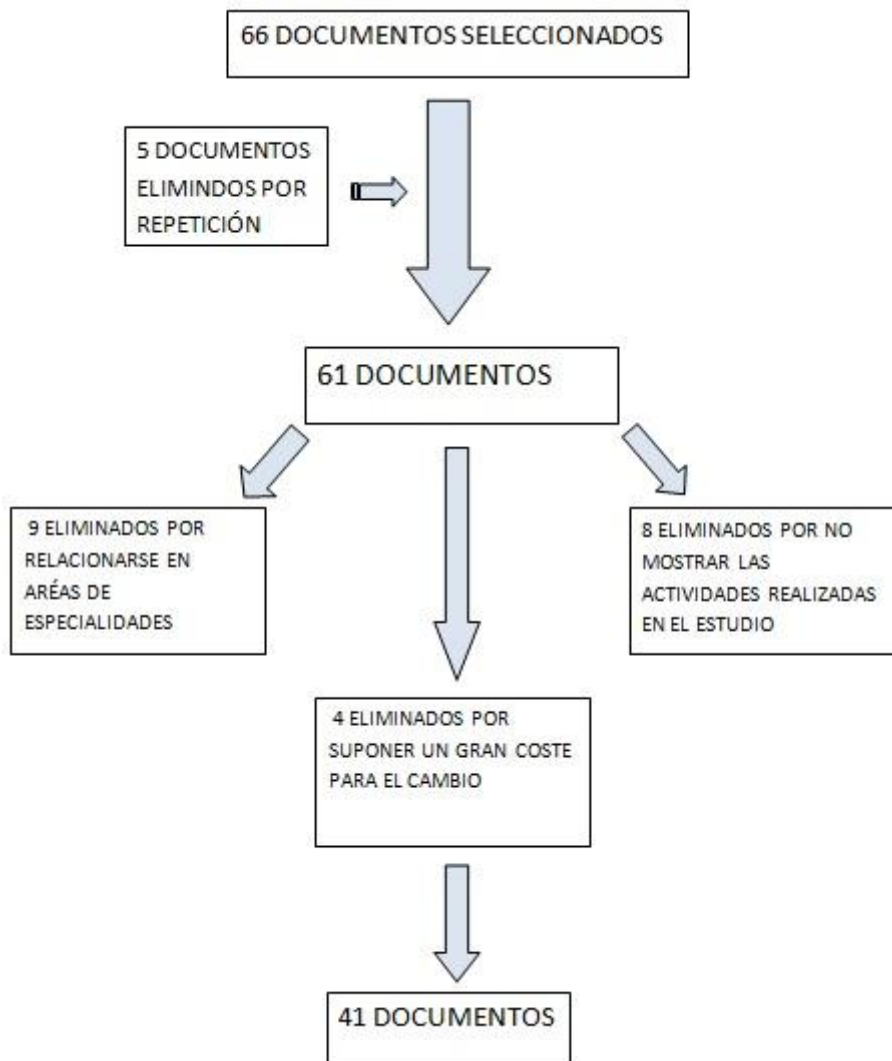 66 DOCUMENTOS SELECCIONADOS
5 DOCUMENTOS
ELIMINDOS POR
REPETICIÓN
61 DOCUMENTOS
9 ELIMINADOS POR
RELACIONARSE EN
ARÉAS DE
ESPECIALIDADES
8 ELIMINADOS POR NO
MOSTRAR LAS
ACTIVIDADES REALIZADAS
EN EL ESTUDIO
4 ELIMINADOS POR
SUPONER UN GRAN COSTE
PARA EL CAMBIO
41 DOCUMENTOS